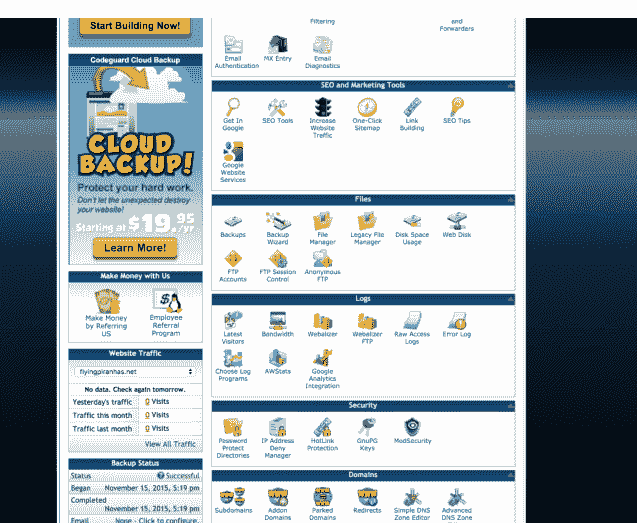 Start Building Now!
Codeguard Cloud Backup
CLOUD
BACKUP!
Protect your hard work.
Don't let the unexpected destroy
your website!
Starting at $19.95/yr
Learn More!
Make Money with Us
Make Money
by Referring
US
Employee
Referral
Program
Website Traffic
flyingpiranhas.net
No data. Check again tomorrow.
Yesterday's traffic 0 Visits
Traffic this month 0 Visits
Traffic last month 0 Visits
View All Traffic
Backup Status
Status Successful
Began November 15, 2015, 5:19 pm
Completed
November 15, 2015, 5:19 pm
Email None - Click to configure.
Filtering
and
Forwarders
Email
Authentication
MX Entry
Email
Diagnostics
SEO and Marketing Tools
Get In
Google
SEO Tools
Increase
Website
Traffic
One-Click
Sitemap
Link
Building
SEO Tips
Google
Website
Services
Files
Backups
Backup
Wizard
File
Manager
Legacy File
Manager
Disk Space
Usage
Web Disk
FTP
Accounts
FTP Session
Control
Anonymous
FTP
Logs
Latest
Visitors
Bandwidth
Webalizer
Webalizer
FTP
Raw Access
Logs
Error Log
Choose Log
Programs
AWStats
Google
Analytics
Integration
Security
Password
Protect
Directories
IP Address
Deny
Manager
HotLink
Protection
GnuPG
Keys
ModSecurity
Domains
Subdomains
Addon
Domains
Parked
Domains
Redirects
Simple DNS
Zone Editor
Advanced
DNS Zone